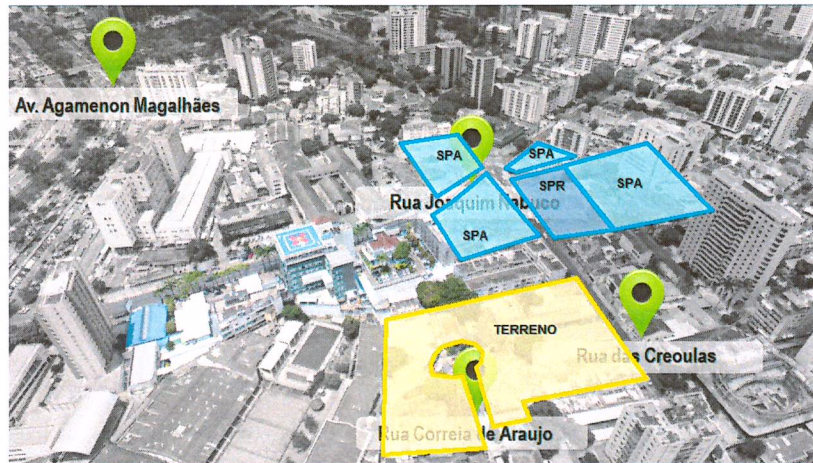 Av. Agamenon Magalhães
SPA
SPA
SPR
SPA
Rua Joaquim Nabuco
SPA
TERRENO
Rua das Creoulas
Rua Correia de Araujo